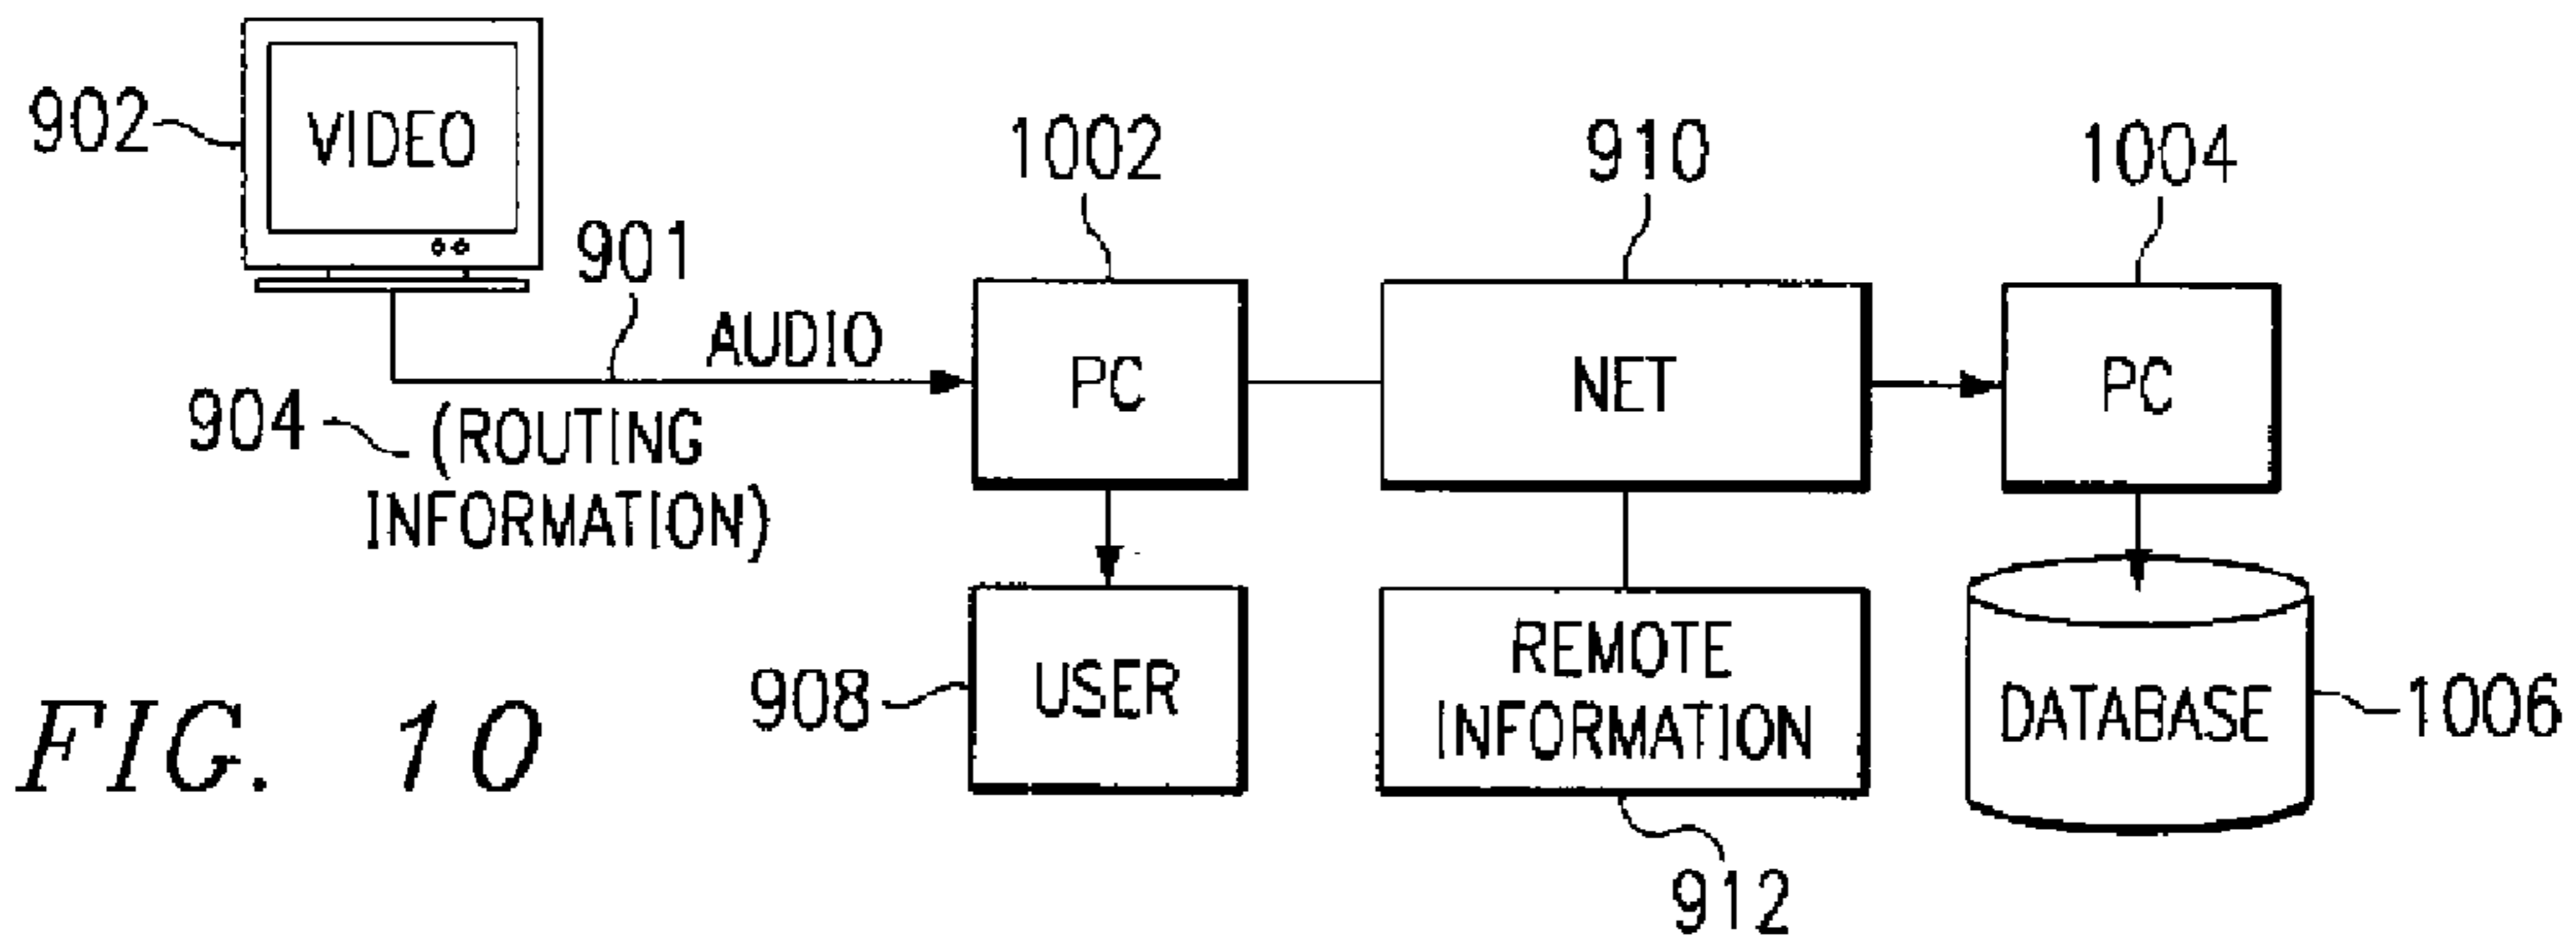 902
VIDEO
901
AUDIO
904
(ROUTING
INFORMATION)
1002
PC
910
NET
1004
PC
908
USER
REMOTE
INFORMATION
912
DATABASE
1006
FIG. 10